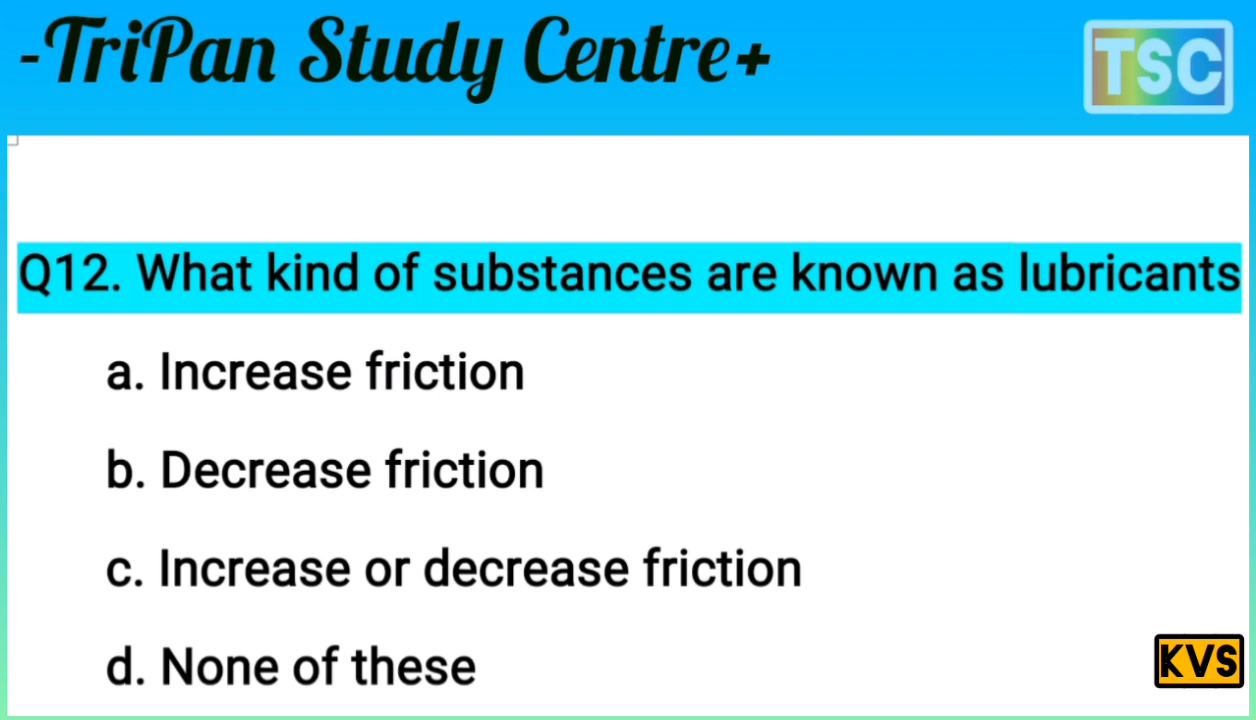 -TriPan Study Centre+
TSC
Q12. What kind of substances are known as lubricants
a. Increase friction
b. Decrease friction
c. Increase or decrease friction
d. None of these
KVS